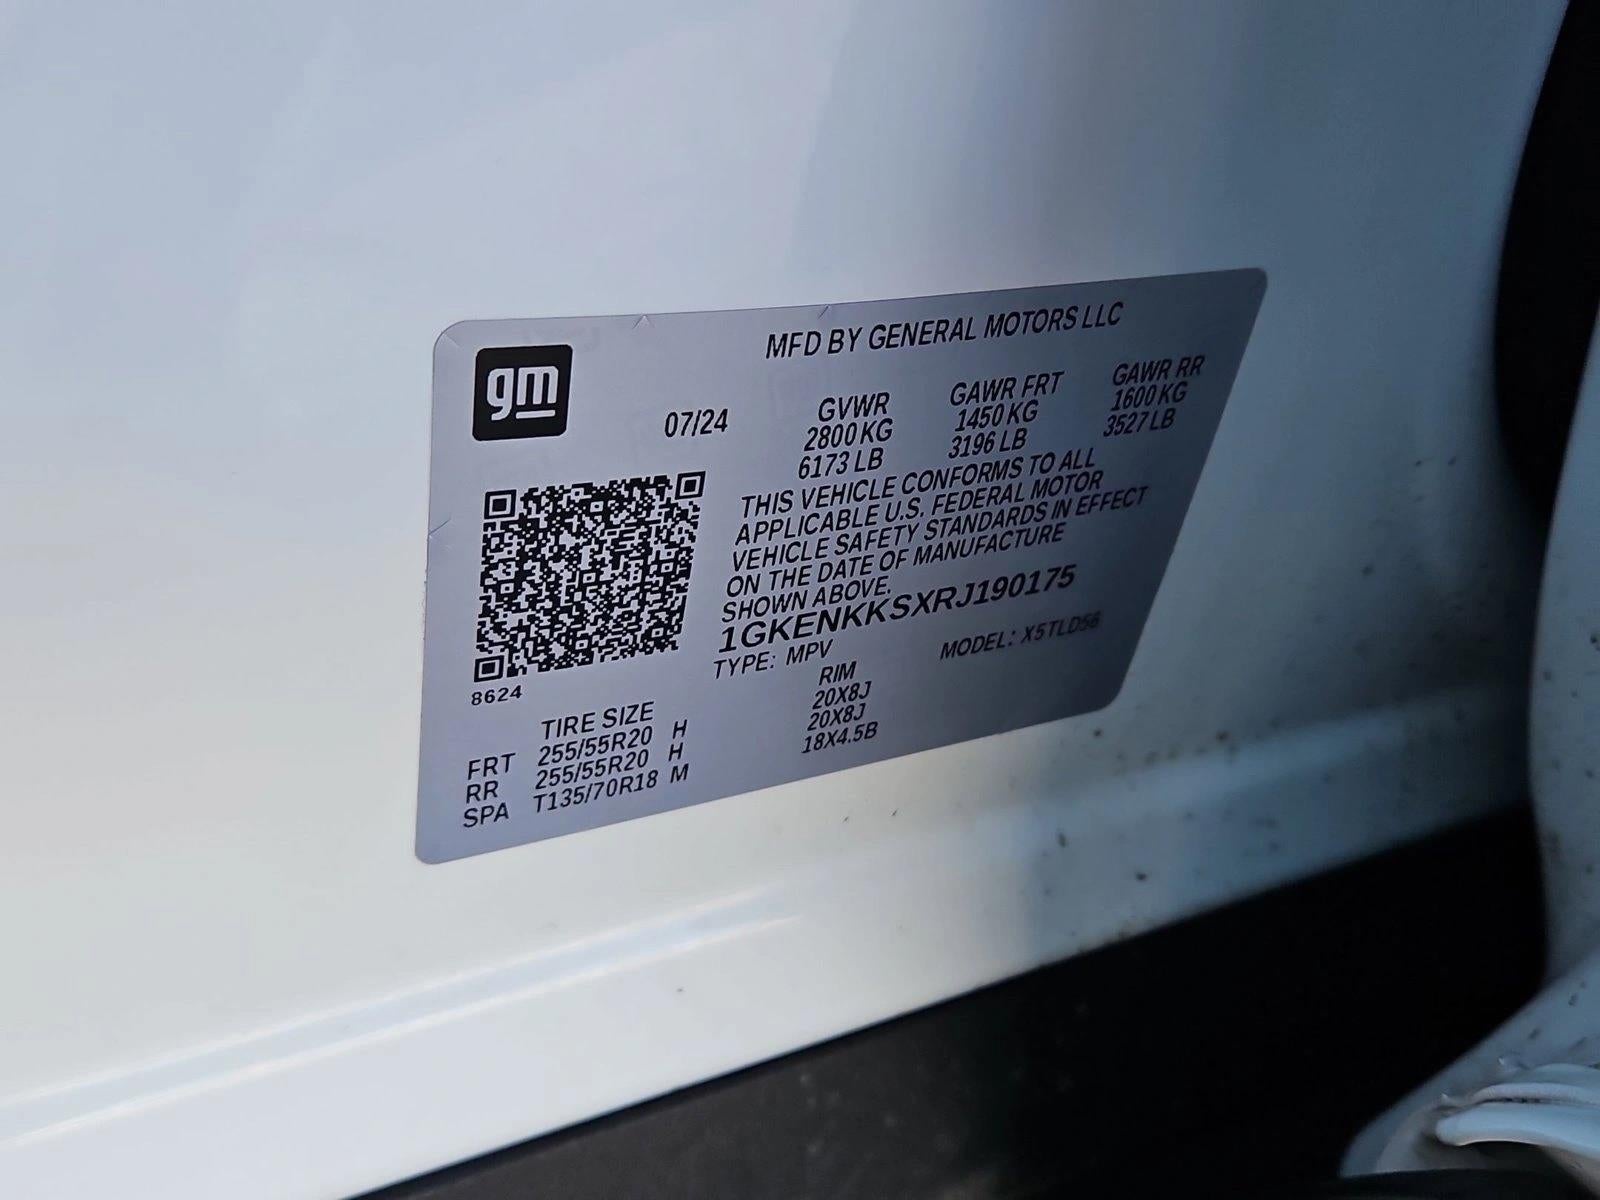 MFD BY GENERAL MOTORS LLC
gm
07/24
GVWR
2800KG
6173 LB
GAWR FRT
1450 KG
3196 LB
GAWR RR
1600 KG
3527 LB
THIS VEHICLE CONFORMS TO ALL
APPLICABLE U.S. FEDERAL MOTOR
VEHICLE SAFETY STANDARDS IN EFFECT
ON THE DATE OF MANUFACTURE
SHOWN ABOVE.
1GKENKKSXRJ190175
TYPE: MPV
MODEL: X5TLD56
8624
TIRE SIZE
RIM
FRT 255/55R20 H 20X8J
RR 255/55R20 H 20X8J
SPA T135/70R18 M 18X4.5B